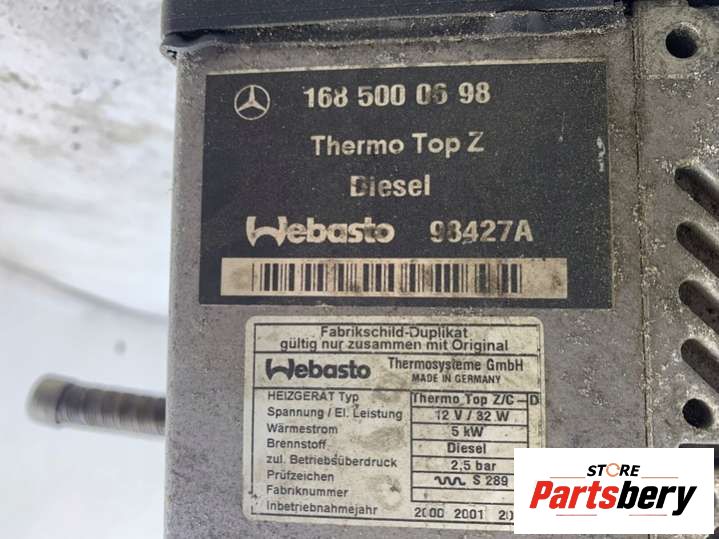 168 500 06 98
Thermo Top Z
Diesel
Webasto 98427A
Fabrikschild-Duplikat
gültig nur zusammen mit Original
Webasto Thermosysteme GmbH
MADE IN GERMANY
HEIZGERÄT Typ Thermo Top Z/C - D
Spannung / El. Leistung 12 V / 32 W
Wärmestrom 5 kW
Brennstoff Diesel
zul. Betriebsüberdruck 2,5 bar
Prüfzeichen S 289
Fabriknummer
Inbetriebnahmejahr 2000 2001
STORE
Partsbery